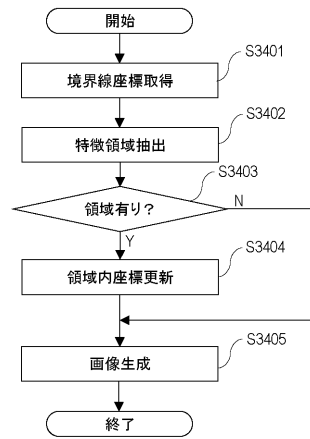 開始
S3401
境界線座標取得
S3402
特徴領域抽出
S3403
領域有り？
N
Y
S3404
領域内座標更新
S3405
画像生成
終了